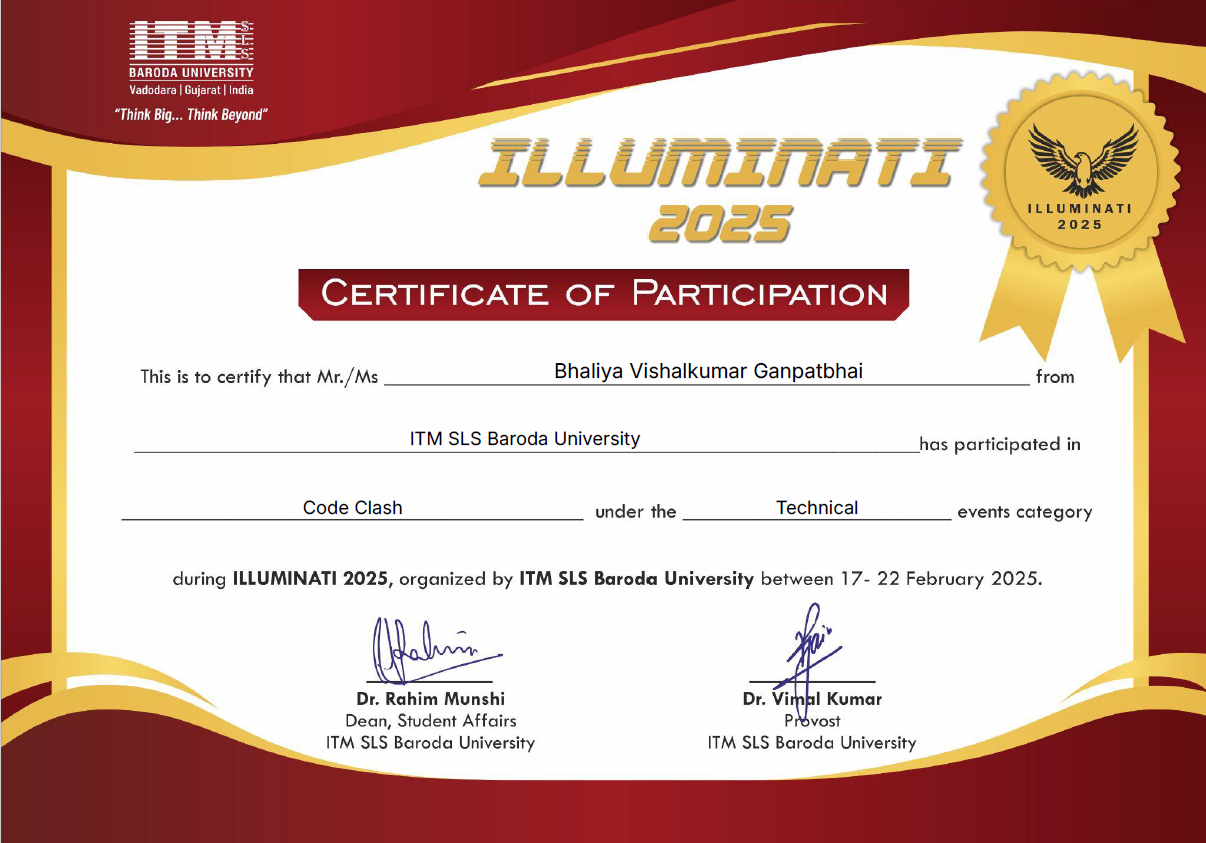 ITM SLS
BARODA UNIVERSITY
Vadodara | Gujarat | India
"Think Big... Think Beyond"
ILLUMINATI
2025
ILLUMINATI
2025
CERTIFICATE OF PARTICIPATION
This is to certify that Mr./Ms Bhaliya Vishalkumar Ganpatbhai from
ITM SLS Baroda University has participated in
Code Clash under the Technical events category
during ILLUMINATI 2025, organized by ITM SLS Baroda University between 17- 22 February 2025.
Dr. Rahim Munshi
Dean, Student Affairs
ITM SLS Baroda University
Dr. Vimal Kumar
Provost
ITM SLS Baroda University